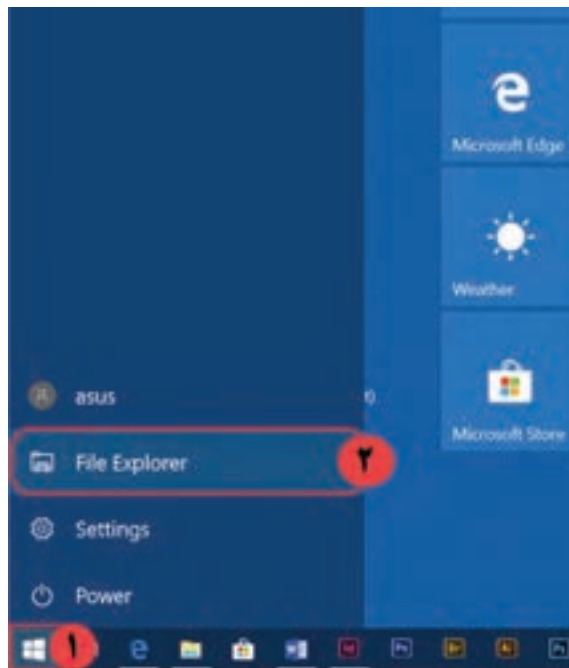 Microsoft Edge
Weather
Microsoft Store
asus
File Explorer
۲
Settings
Power
۱